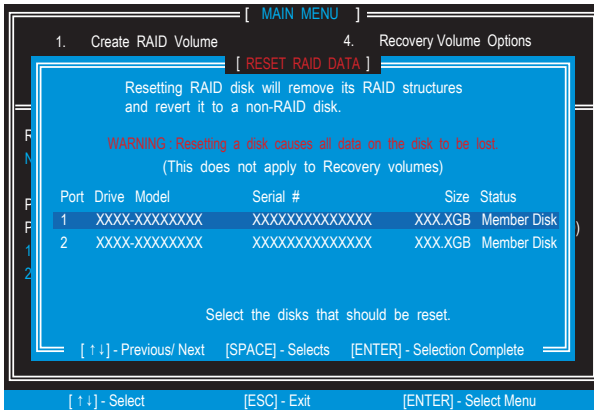 [ MAIN MENU ]
1. Create RAID Volume 4. Recovery Volume Options
[ RESET RAID DATA ]
Resetting RAID disk will remove its RAID structures
and revert it to a non-RAID disk.
WARNING : Resetting a disk causes all data on the disk to be lost.
(This does not apply to Recovery volumes)
Port Drive Model Serial # Size Status
1 XXXX-XXXXXXXX XXXXXXXXXXXXXX XXX.XGB Member Disk
2 XXXX-XXXXXXXX XXXXXXXXXXXXXX XXX.XGB Member Disk
Select the disks that should be reset.
[ ↑↓] - Previous/ Next [SPACE] - Selects [ENTER] - Selection Complete
[ ↑↓] - Select [ESC] - Exit [ENTER] - Select Menu